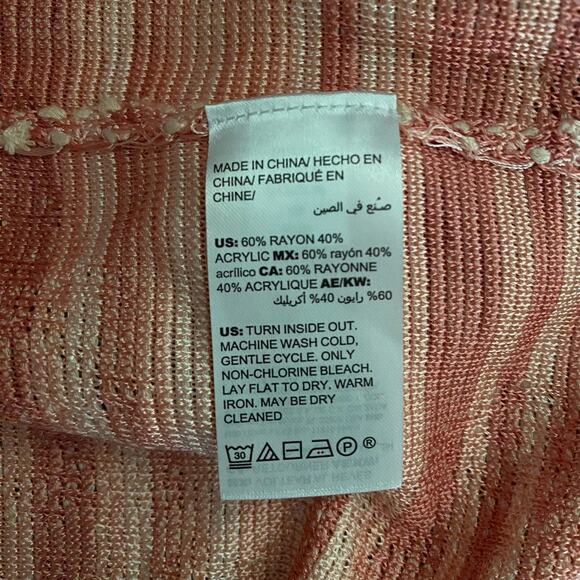 MADE IN CHINA/ HECHO EN
CHINA/ FABRIQUÉ EN
CHINE/
صنع في الصين
US: 60% RAYON 40%
ACRYLIC MX: 60% rayón 40%
acrílico CA: 60% RAYONNE
40% ACRYLIQUE AE/KW:
60% رايون 40% أكريليك
US: TURN INSIDE OUT.
MACHINE WASH COLD,
GENTLE CYCLE. ONLY
NON-CHLORINE BLEACH.
LAY FLAT TO DRY. WARM
IRON. MAY BE DRY
CLEANED
30 P ®